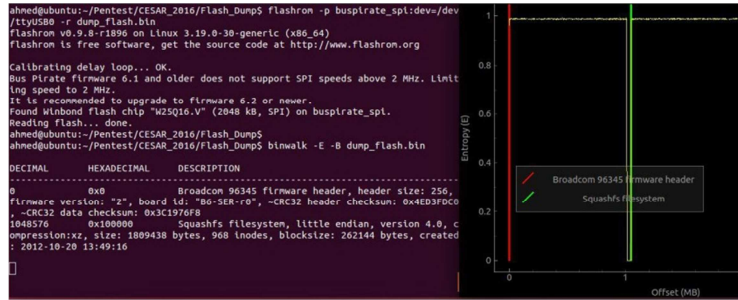 ahmed@ubuntu:~/Pentest/CESAR_2016/Flash_Dump$ flashrom -p buspirate_spi:dev=/dev
/ttyUSB0 -r dump_flash.bin
flashrom v0.9.8-r1896 on Linux 3.19.0-30-generic (x86_64)
flashrom is free software, get the source code at http://www.flashrom.org
Calibrating delay loop... OK.
Bus Pirate firmware 6.1 and older does not support SPI speeds above 2 MHz. Limit
ing speed to 2 MHz.
It is recommended to upgrade to firmware 6.2 or newer.
Found Winbond flash chip "W25Q16.V" (2048 kB, SPI) on buspirate_spi.
Reading flash... done.
ahmed@ubuntu:~/Pentest/CESAR_2016/Flash_Dump$
ahmed@ubuntu:~/Pentest/CESAR_2016/Flash_Dump$ binwalk -E -B dump_flash.bin
DECIMAL HEXADECIMAL DESCRIPTION
--------------------------------------------------------------------------------
0 0x0 Broadcom 96345 firmware header, header size: 256,
firmware version: "2", board id: "B6-SER-r0", ~CRC32 header checksum: 0x4ED3FDC0
, ~CRC32 data checksum: 0x3C1976F8
1048576 0x100000 Squashfs filesystem, little endian, version 4.0, c
ompression:xz, size: 1809438 bytes, 968 inodes, blocksize: 262144 bytes, created
: 2012-10-20 13:49:16
1
0.8
0.6
0.4
0.2
0
Entropy (E)
Broadcom 96345 firmware header
Squashfs filesystem
0
1
Offset (MB)